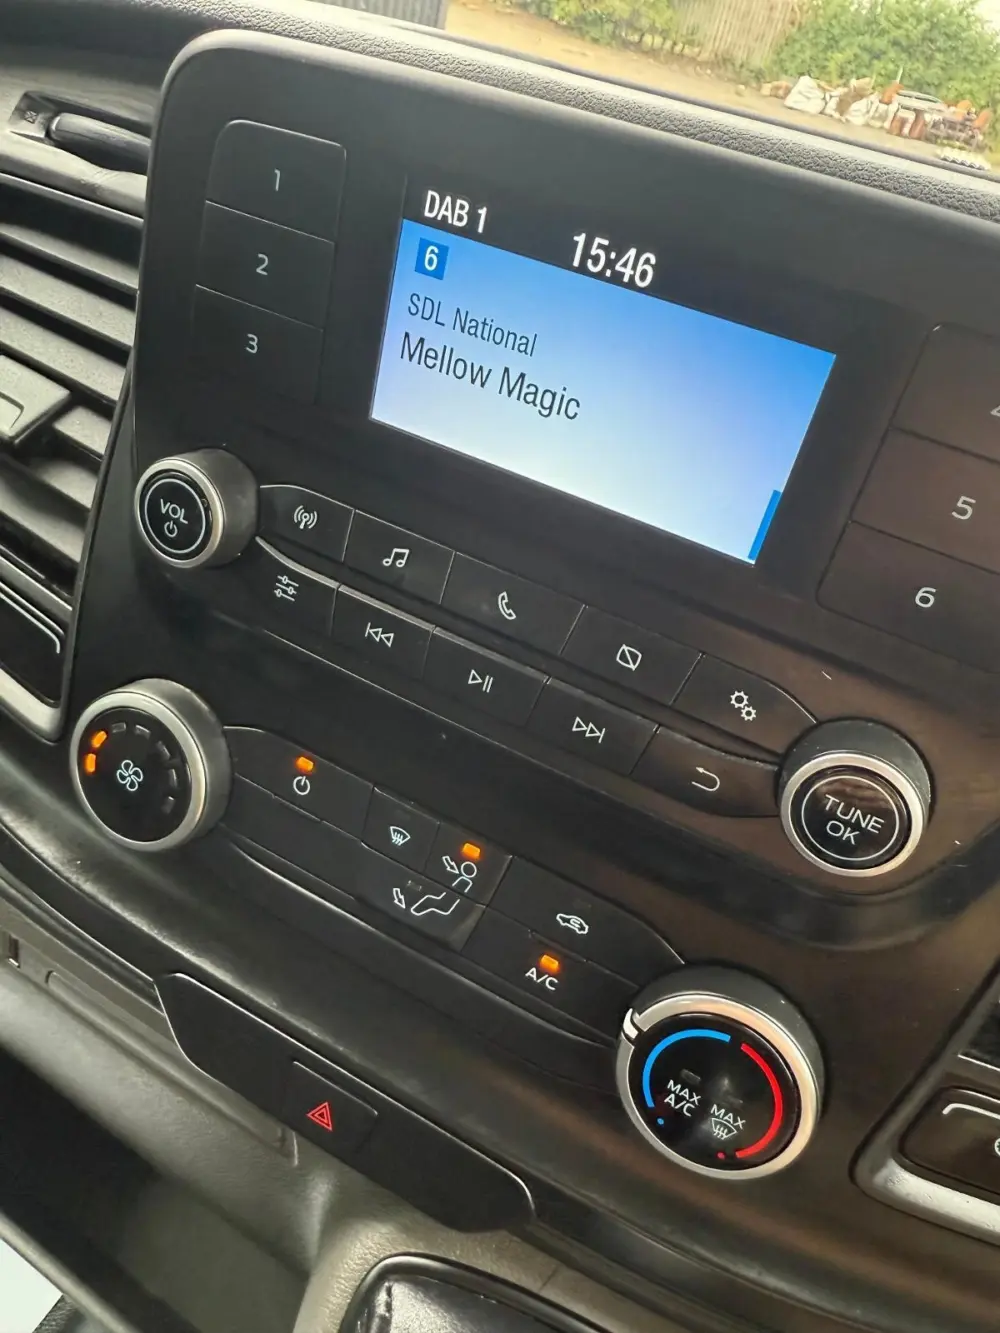 DAB 1
15:46
6
SDL National
Mellow Magic
1
2
3
4
5
6
VOL
TUNE
OK
A/C
MAX
A/C
MAX